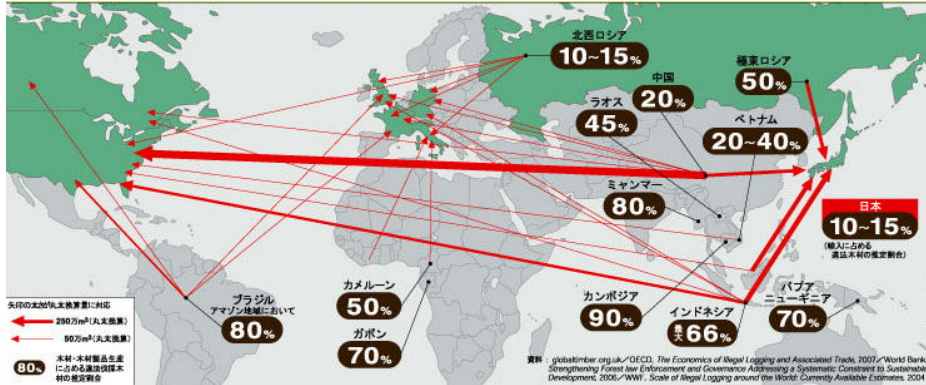 北西ロシア
10~15%
中国
20%
極東ロシア
50%
ラオス
45%
ベトナム
20~40%
ミャンマー
80%
日本
10~15%
(輸入に占める
違法木材の推定割合)
ブラジル
アマゾン地域において
80%
カメルーン
50%
ガボン
70%
カンボジア
90%
インドネシア
最大66%
パプア
ニューギニア
70%
矢印の太さが丸太換算量に対応
250万m³(丸太換算)
50万m³(丸太換算)
80% 木材・木材製品生産
に占める違法伐採木
材の推定割合
資料: globaltimber.org.uk/OECD, The Economics of Illegal Logging and Associated Trade, 2007/World Bank,
Strengthening Forest law Enforcement and Governance Addressing a Systematic Constraint to Sustainable
Development, 2006/WWF, Scale of Illegal Logging around the World: Currently Available Estimates, 2004